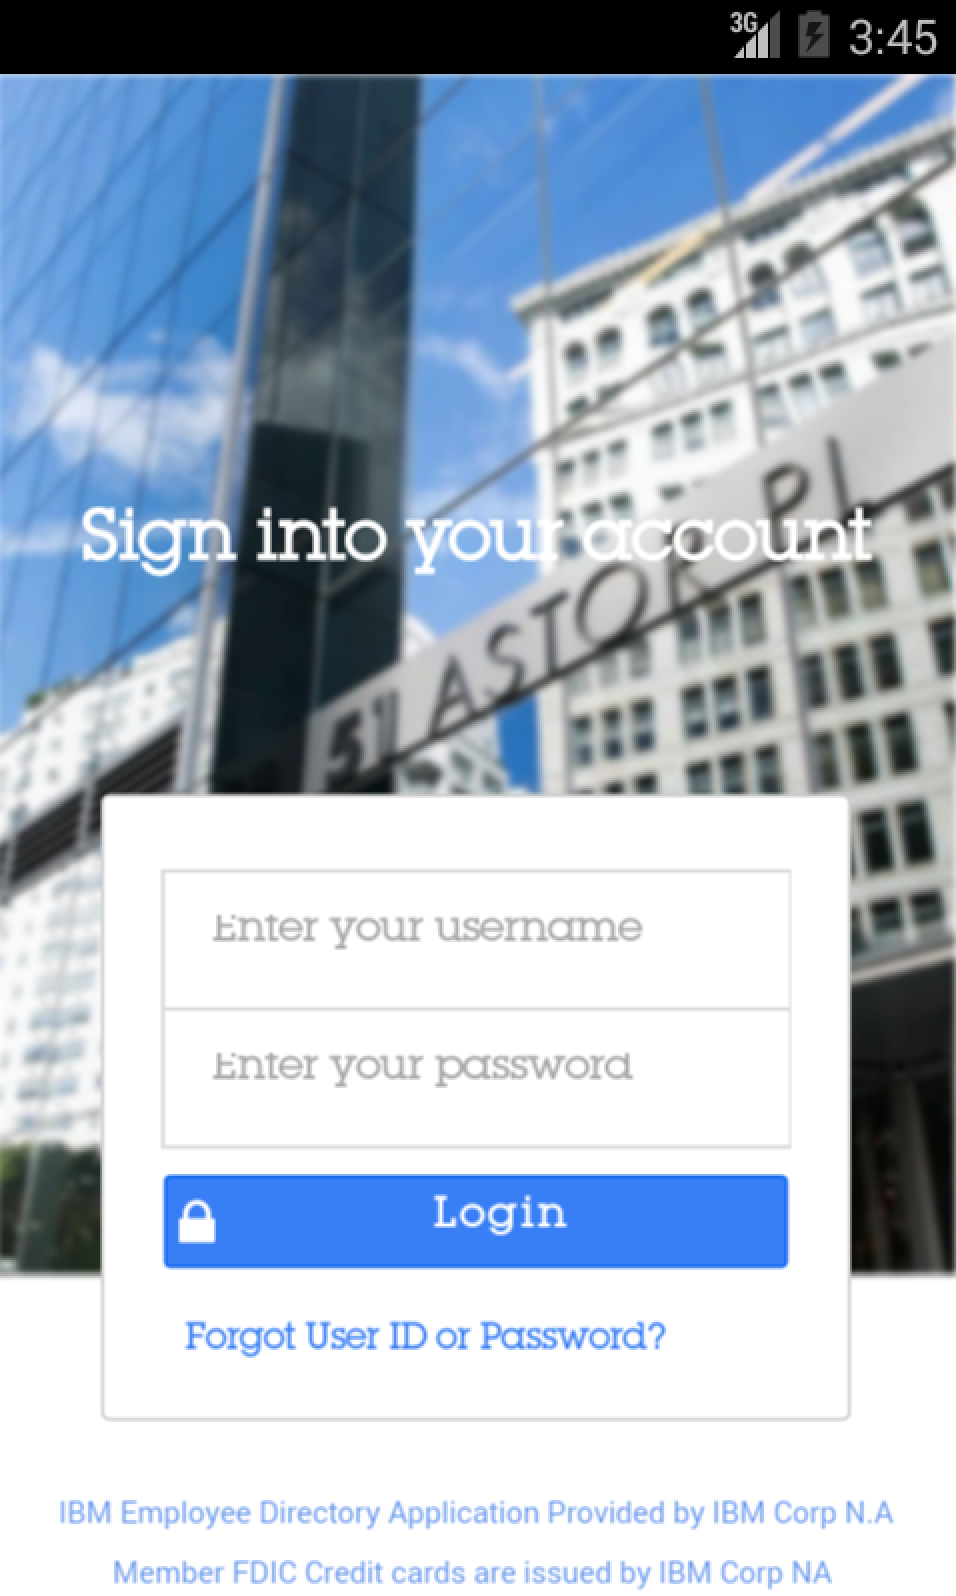 3G 3:45
Sign into your account
51 ASTOR PL
Enter your username
Enter your password
Login
Forgot User ID or Password?
IBM Employee Directory Application Provided by IBM Corp N.A
Member FDIC Credit cards are issued by IBM Corp NA